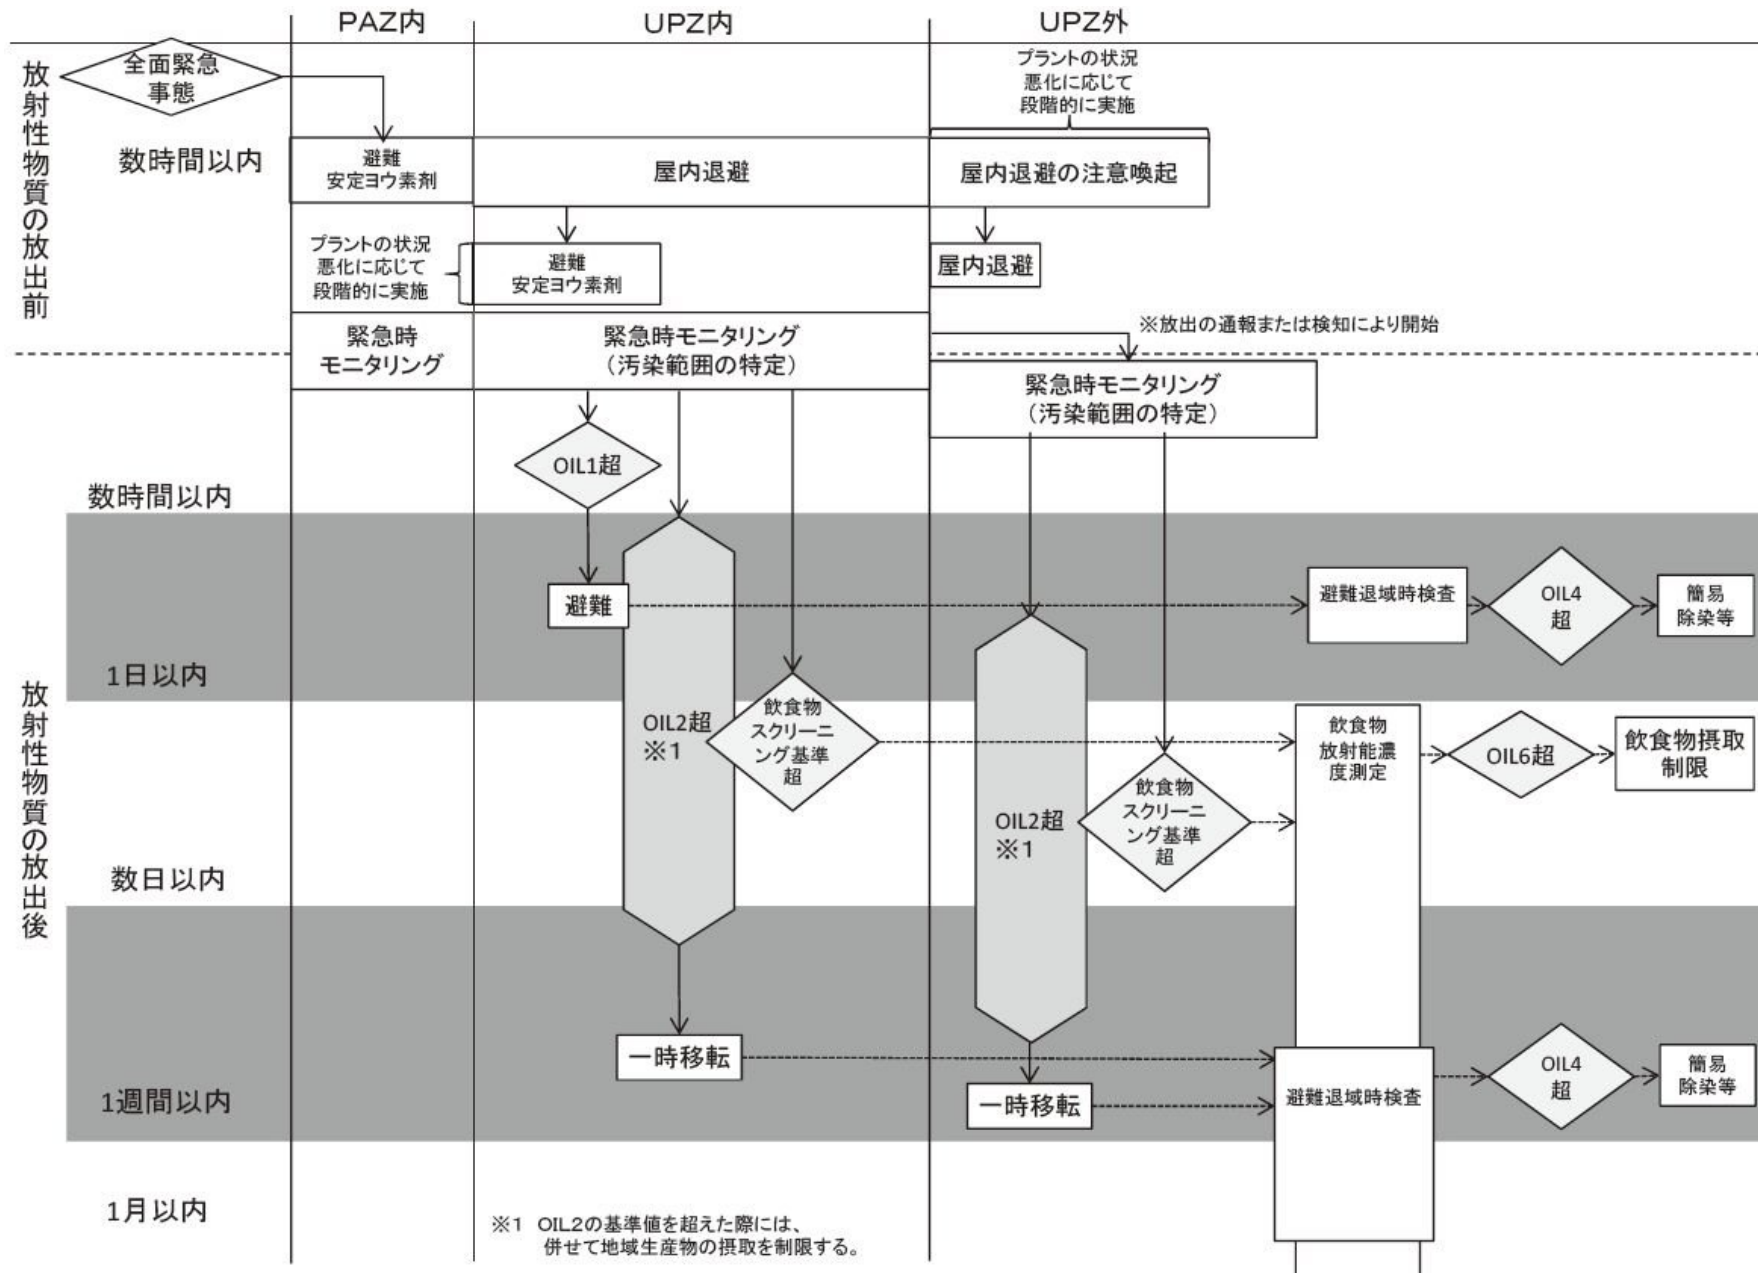 PAZ内
UPZ内
UPZ外
放射性物質の放出前
全面緊急
事態
プラントの状況
悪化に応じて
段階的に実施
数時間以内
避難
安定ヨウ素剤
屋内退避
屋内退避の注意喚起
プラントの状況
悪化に応じて
段階的に実施
避難
安定ヨウ素剤
屋内退避
緊急時
モニタリング
緊急時モニタリング
(汚染範囲の特定)
※放出の通報または検知により開始
緊急時モニタリング
(汚染範囲の特定)
放射性物質の放出後
OIL1超
数時間以内
避難
避難退域時検査
OIL4
超
簡易
除染等
1日以内
OIL2超
※1
飲食物
スクリーニ
ング基準
超
OIL2超
※1
飲食物
スクリーニ
ング基準
超
飲食物
放射能濃
度測定
OIL6超
飲食物摂取
制限
数日以内
一時移転
一時移転
避難退域時検査
OIL4
超
簡易
除染等
1週間以内
1月以内
※1 OIL2の基準値を超えた際には、
併せて地域生産物の摂取を制限する。